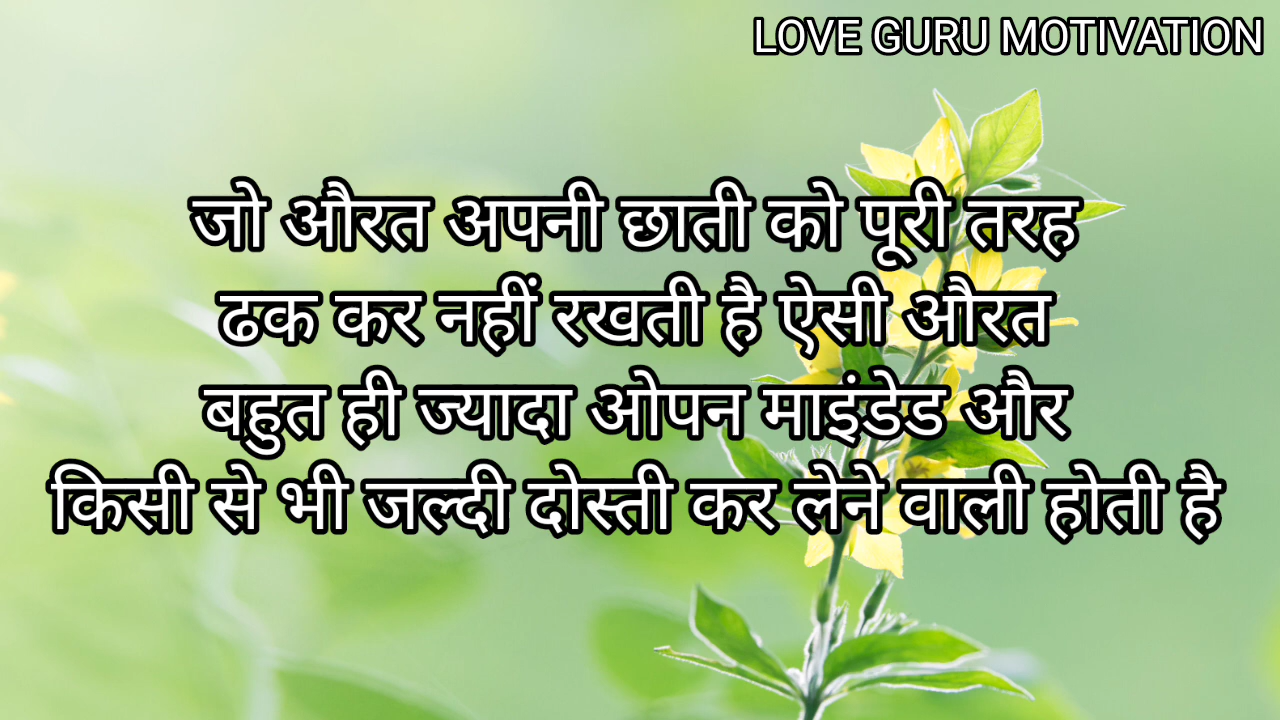 LOVE GURU MOTIVATION
जो औरत अपनी छाती को पूरी तरह
ढक कर नहीं रखती है ऐसी औरत
बहुत ही ज्यादा ओपन माइंडेड और
किसी से भी जल्दी दोस्ती कर लेने वाली होती है